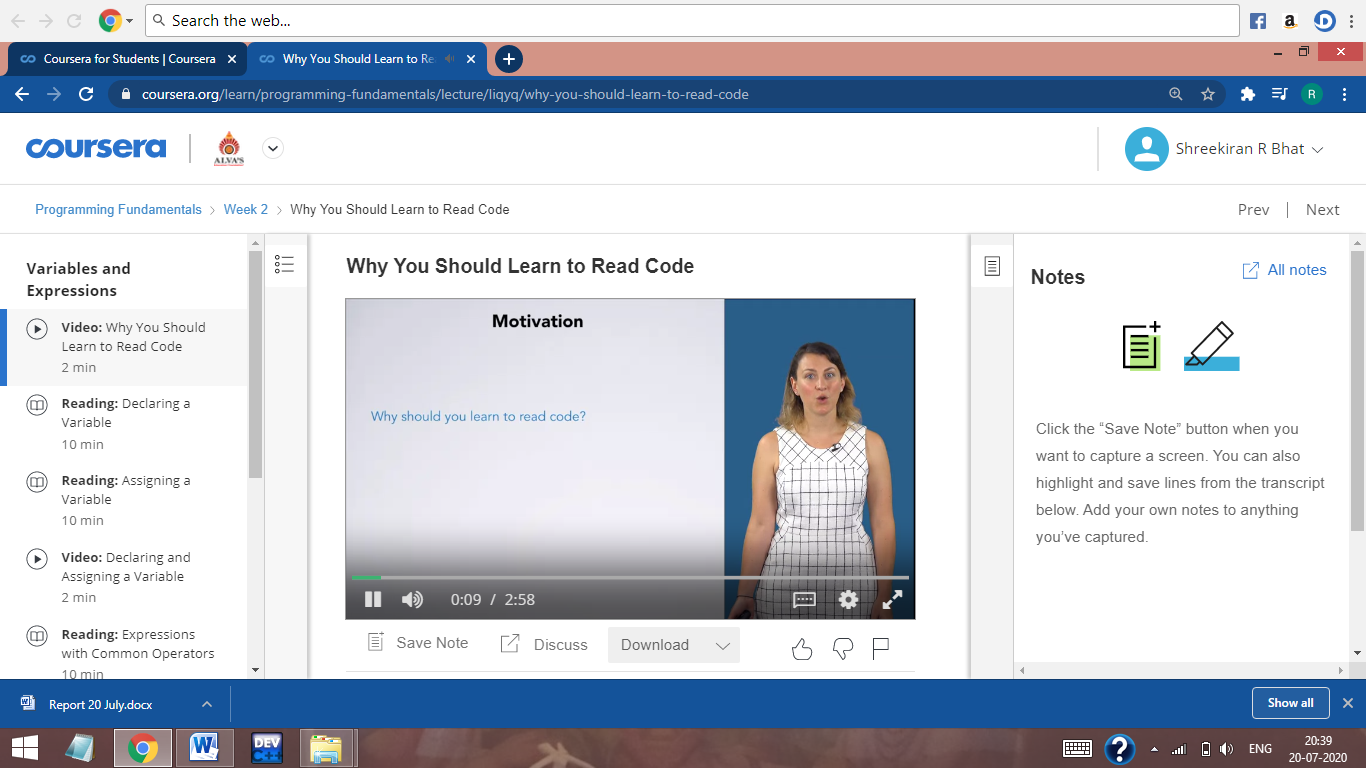 Search the web...
Coursera for Students | Coursera
Why You Should Learn to Re
coursera.org/learn/programming-fundamentals/lecture/liqyq/why-you-should-learn-to-read-code
R
coursera
ALVA'S
Shreekiran R Bhat
Programming Fundamentals > Week 2 > Why You Should Learn to Read Code
Prev | Next
Variables and
Expressions
Video: Why You Should
Learn to Read Code
2 min
Reading: Declaring a
Variable
10 min
Reading: Assigning a
Variable
10 min
Video: Declaring and
Assigning a Variable
2 min
Reading: Expressions
with Common Operators
10 min
Why You Should Learn to Read Code
Motivation
Why should you learn to read code?
0:09 / 2:58
Save Note
Discuss
Download
Notes
All notes
Click the “Save Note” button when you
want to capture a screen. You can also
highlight and save lines from the transcript
below. Add your own notes to anything
you’ve captured.
Report 20 July.docx
Show all
DEV
C++
ENG
20:39
20-07-2020